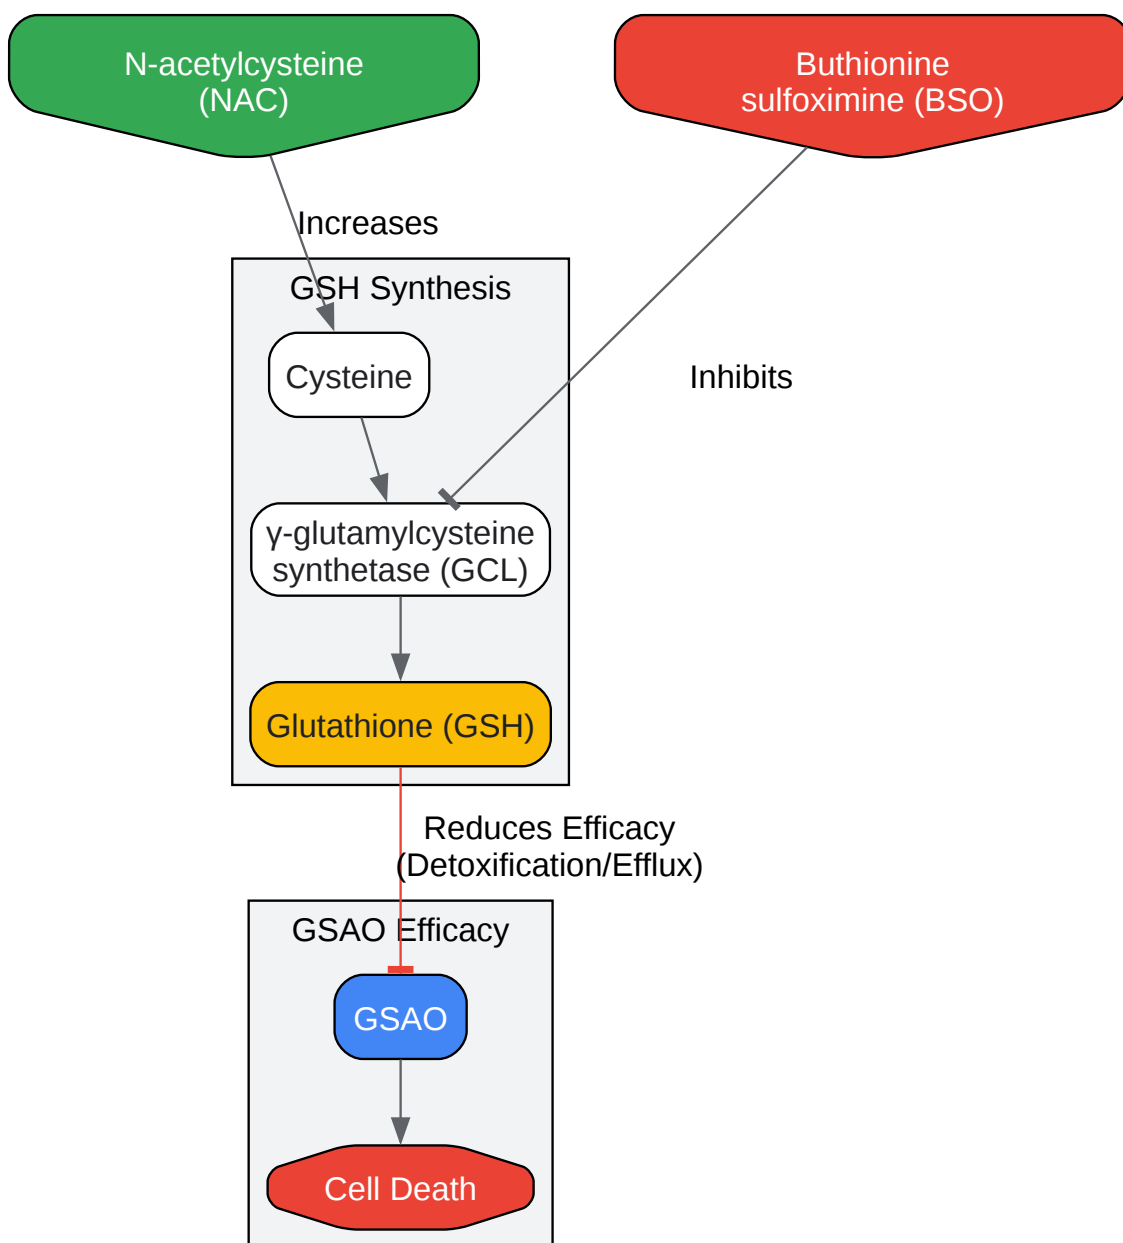 N-acetylcysteine
(NAC)
Buthionine
sulfoximine (BSO)
Increases
GSH Synthesis
Cysteine
Inhibits
γ-glutamylcysteine
synthetase (GCL)
Glutathione (GSH)
Reduces Efficacy
(Detoxification/Efflux)
GSAO Efficacy
GSAO
Cell Death